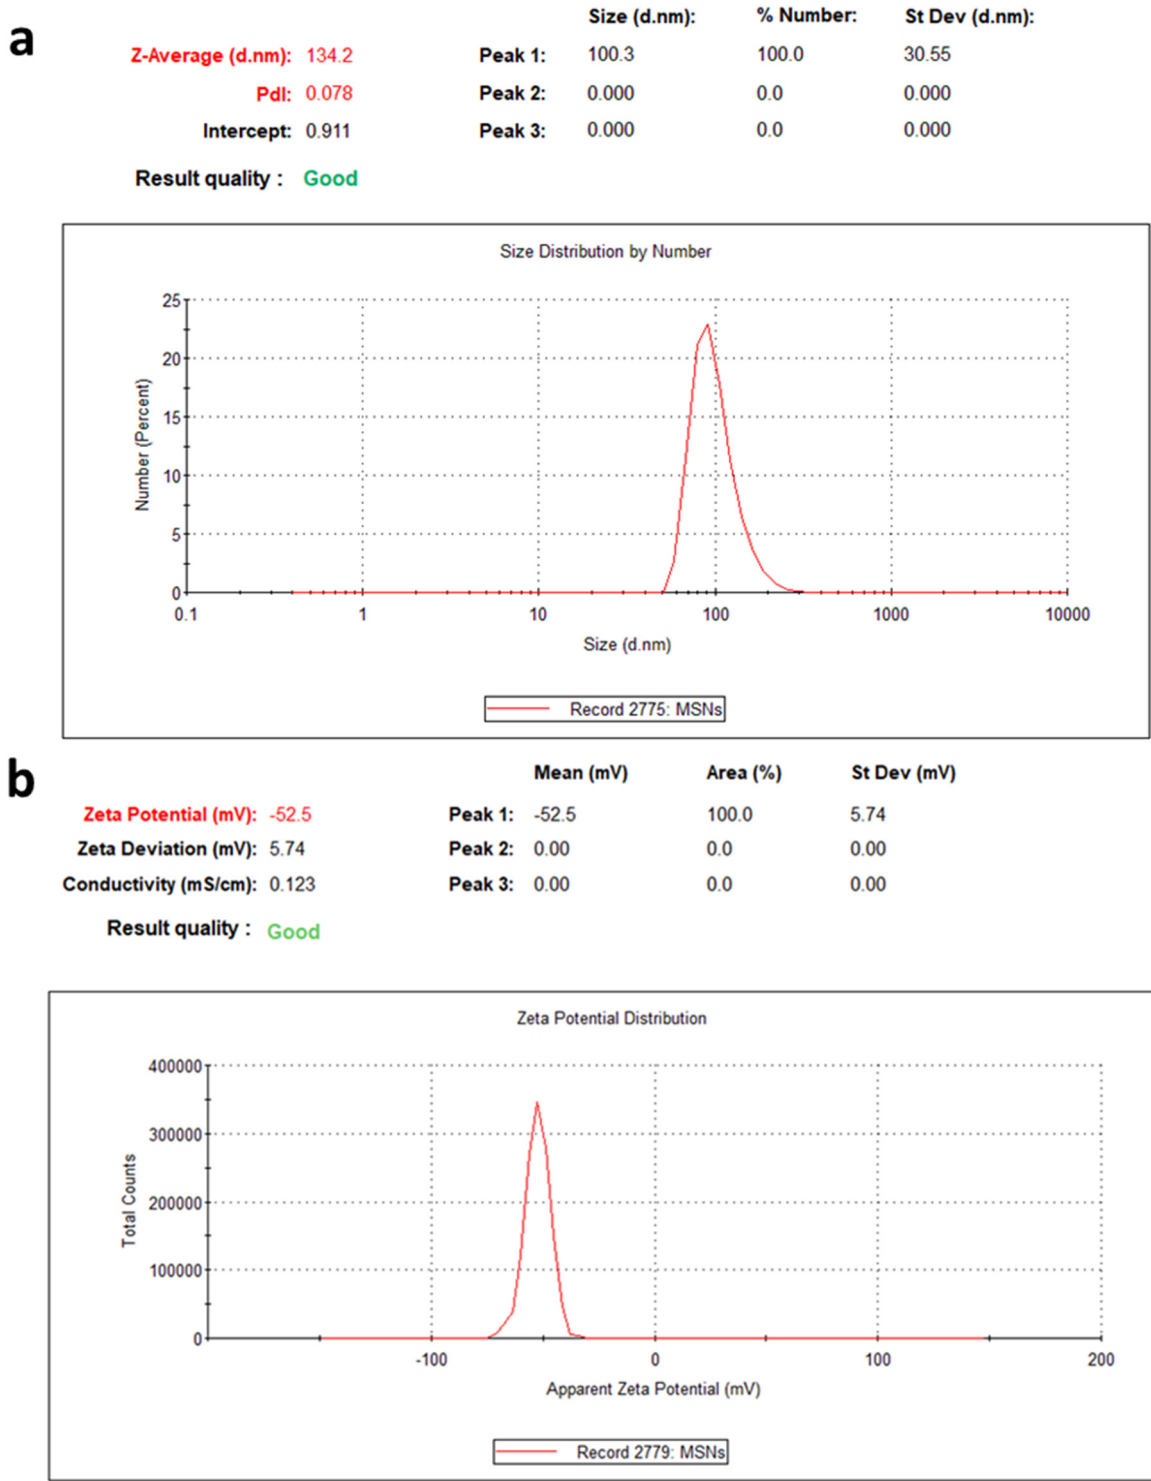 a
Size (d.nm): % Number: St Dev (d.nm):
Z-Average (d.nm): 134.2 Peak 1: 100.3 100.0 30.55
PdI: 0.078 Peak 2: 0.000 0.0 0.000
Intercept: 0.911 Peak 3: 0.000 0.0 0.000
Result quality : Good
Size Distribution by Number
25
20
15
10
5
0
Number (Percent)
0.1 1 10 100 1000 10000
Size (d.nm)
Record 2775: MSNs
b
Mean (mV) Area (%) St Dev (mV)
Zeta Potential (mV): -52.5 Peak 1: -52.5 100.0 5.74
Zeta Deviation (mV): 5.74 Peak 2: 0.00 0.0 0.00
Conductivity (mS/cm): 0.123 Peak 3: 0.00 0.0 0.00
Result quality : Good
Zeta Potential Distribution
400000
300000
200000
100000
0
Total Counts
-100 0 100 200
Apparent Zeta Potential (mV)
Record 2779: MSNs